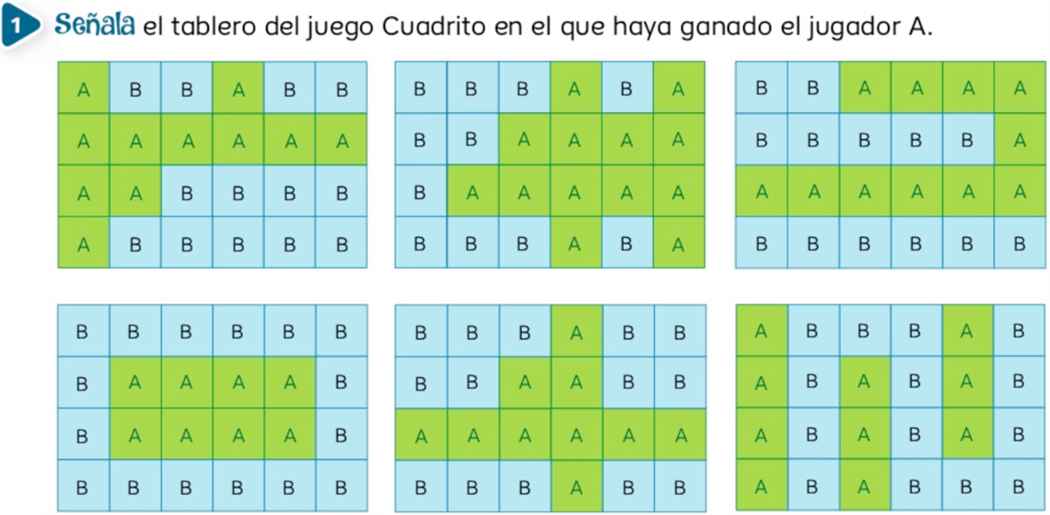 1 Señala el tablero del juego Cuadrito en el que haya ganado el jugador A.
A B B A B B
A A A A A A
A A B B B B
A B B B B B
B B B A B A
B B A A A A
B A A A A A
B B B A B A
B B A A A A
B B B B B A
A A A A A A
B B B B B B
B B B B B B
B A A A A B
B A A A A B
B B B B B B
B B B A B B
B B A A B B
A A A A A A
B B B A B B
A B B B A B
A B A B A B
A B A B A B
A B A B B B